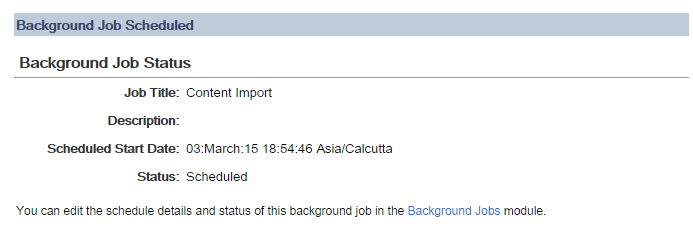 Background Job Scheduled
Background Job Status
Job Title: Content Import
Description:
Scheduled Start Date: 03:March:15 18:54:46 Asia/Calcutta
Status: Scheduled
You can edit the schedule details and status of this background job in the Background Jobs module.